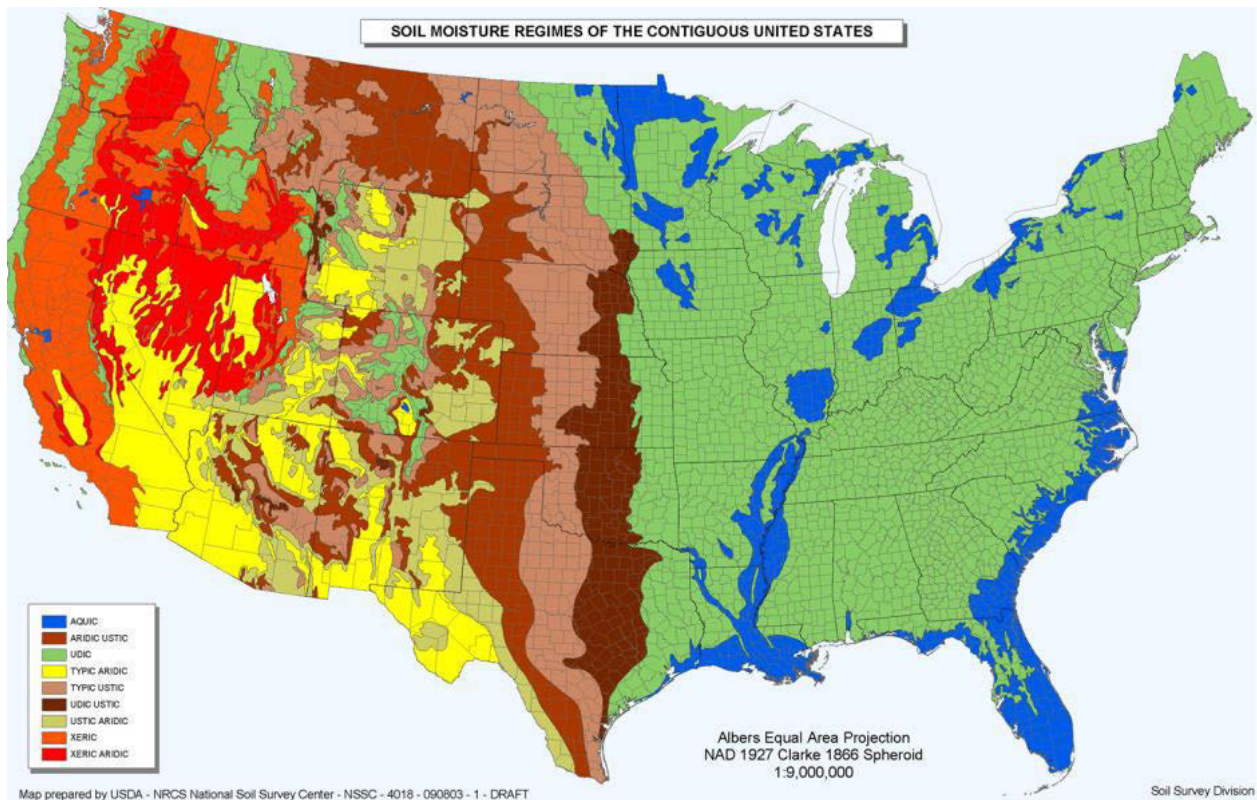 SOIL MOISTURE REGIMES OF THE CONTIGUOUS UNITED STATES
AQUIC
ARIDIC USTIC
UDIC
TYPIC ARIDIC
TYPIC USTIC
UDIC USTIC
USTIC ARIDIC
XERIC
XERIC ARIDIC
Albers Equal Area Projection
NAD 1927 Clarke 1866 Spheroid
1:9,000,000
Map prepared by USDA - NRCS National Soil Survey Center - NSSC - 4018 - 090803 - 1 - DRAFT
Soil Survey Division